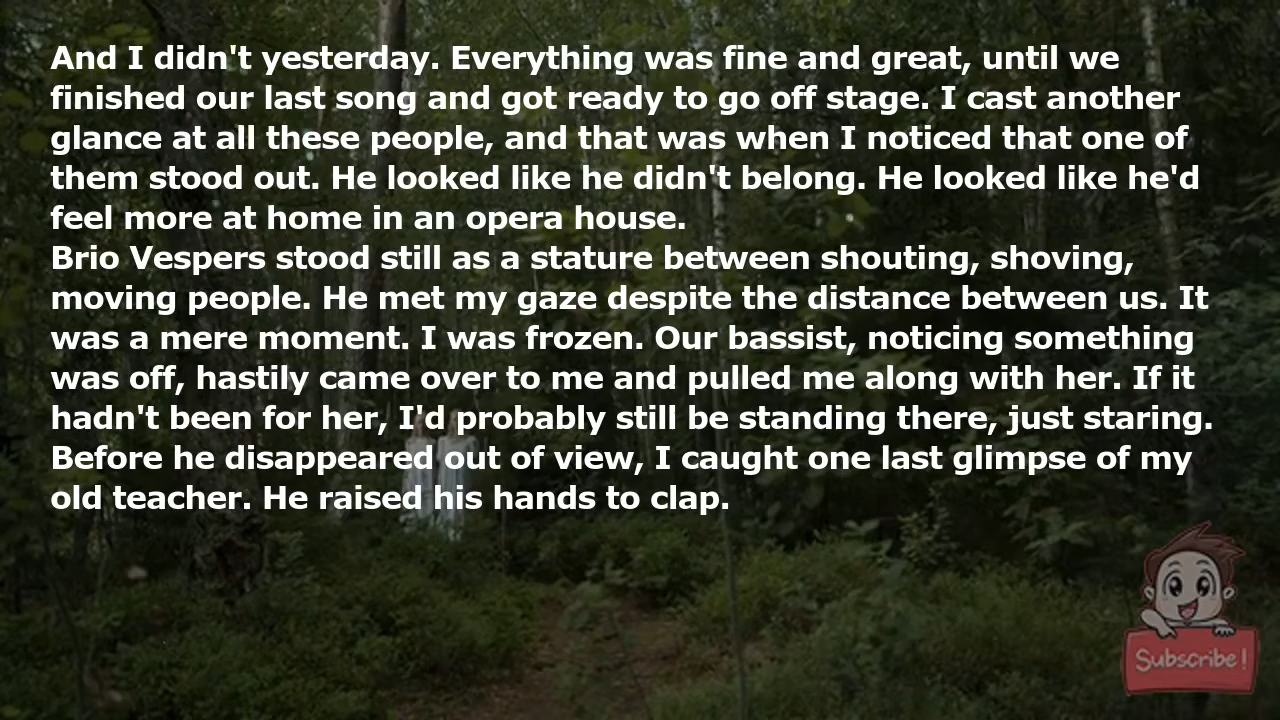 And I didn't yesterday. Everything was fine and great, until we
finished our last song and got ready to go off stage. I cast another
glance at all these people, and that was when I noticed that one of
them stood out. He looked like he didn't belong. He looked like he'd
feel more at home in an opera house.
Brio Vespers stood still as a stature between shouting, shoving,
moving people. He met my gaze despite the distance between us. It
was a mere moment. I was frozen. Our bassist, noticing something
was off, hastily came over to me and pulled me along with her. If it
hadn't been for her, I'd probably still be standing there, just staring.
Before he disappeared out of view, I caught one last glimpse of my
old teacher. He raised his hands to clap.
Subscribe!